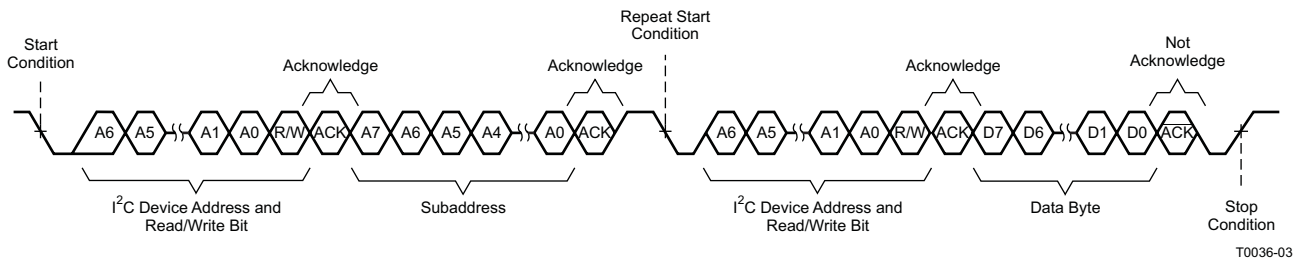 Repeat Start
Condition
Start
Condition
Not
Acknowledge
Acknowledge
Acknowledge
Acknowledge
A6 A5 A1 A0 R/W ACK A7 A6 A5 A4 A0 ACK A6 A5 A1 A0 R/W ACK D7 D6 D1 D0 ACK
I²C Device Address and
Read/Write Bit
Subaddress
I²C Device Address and
Read/Write Bit
Data Byte
Stop
Condition
T0036-03